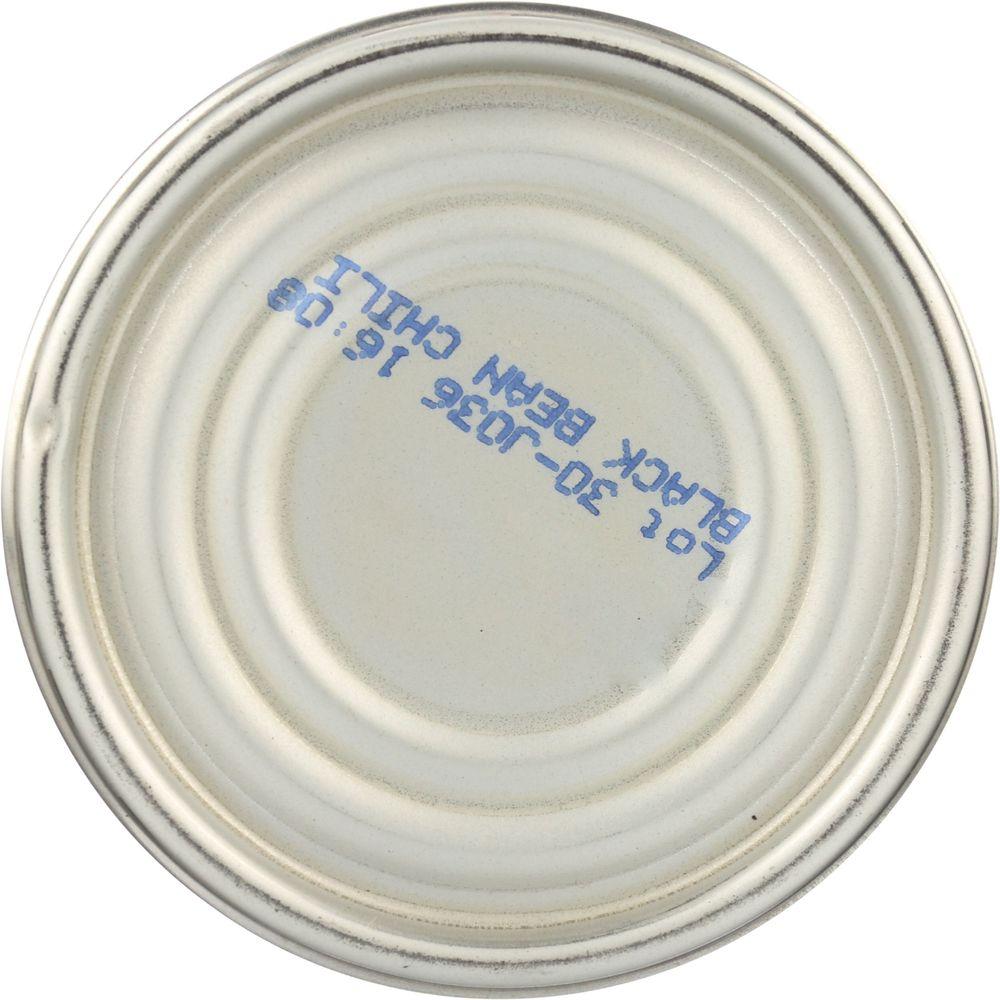 Lot 30-J036 16:08
BLACK BEAN CHILI